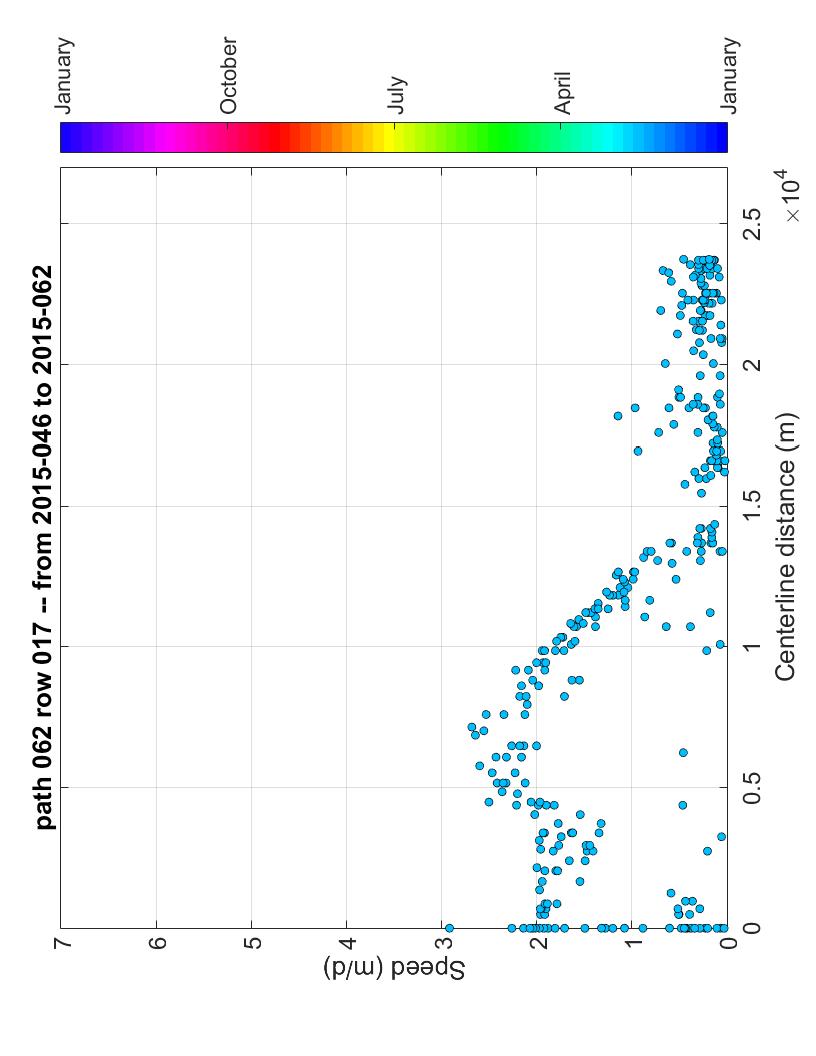 path 062 row 017 -- from 2015-046 to 2015-062
7
6
5
4
3
2
1
0
Speed (m/d)
0
0.5
1
1.5
2
2.5
×10⁴
Centerline distance (m)
January
October
July
April
January